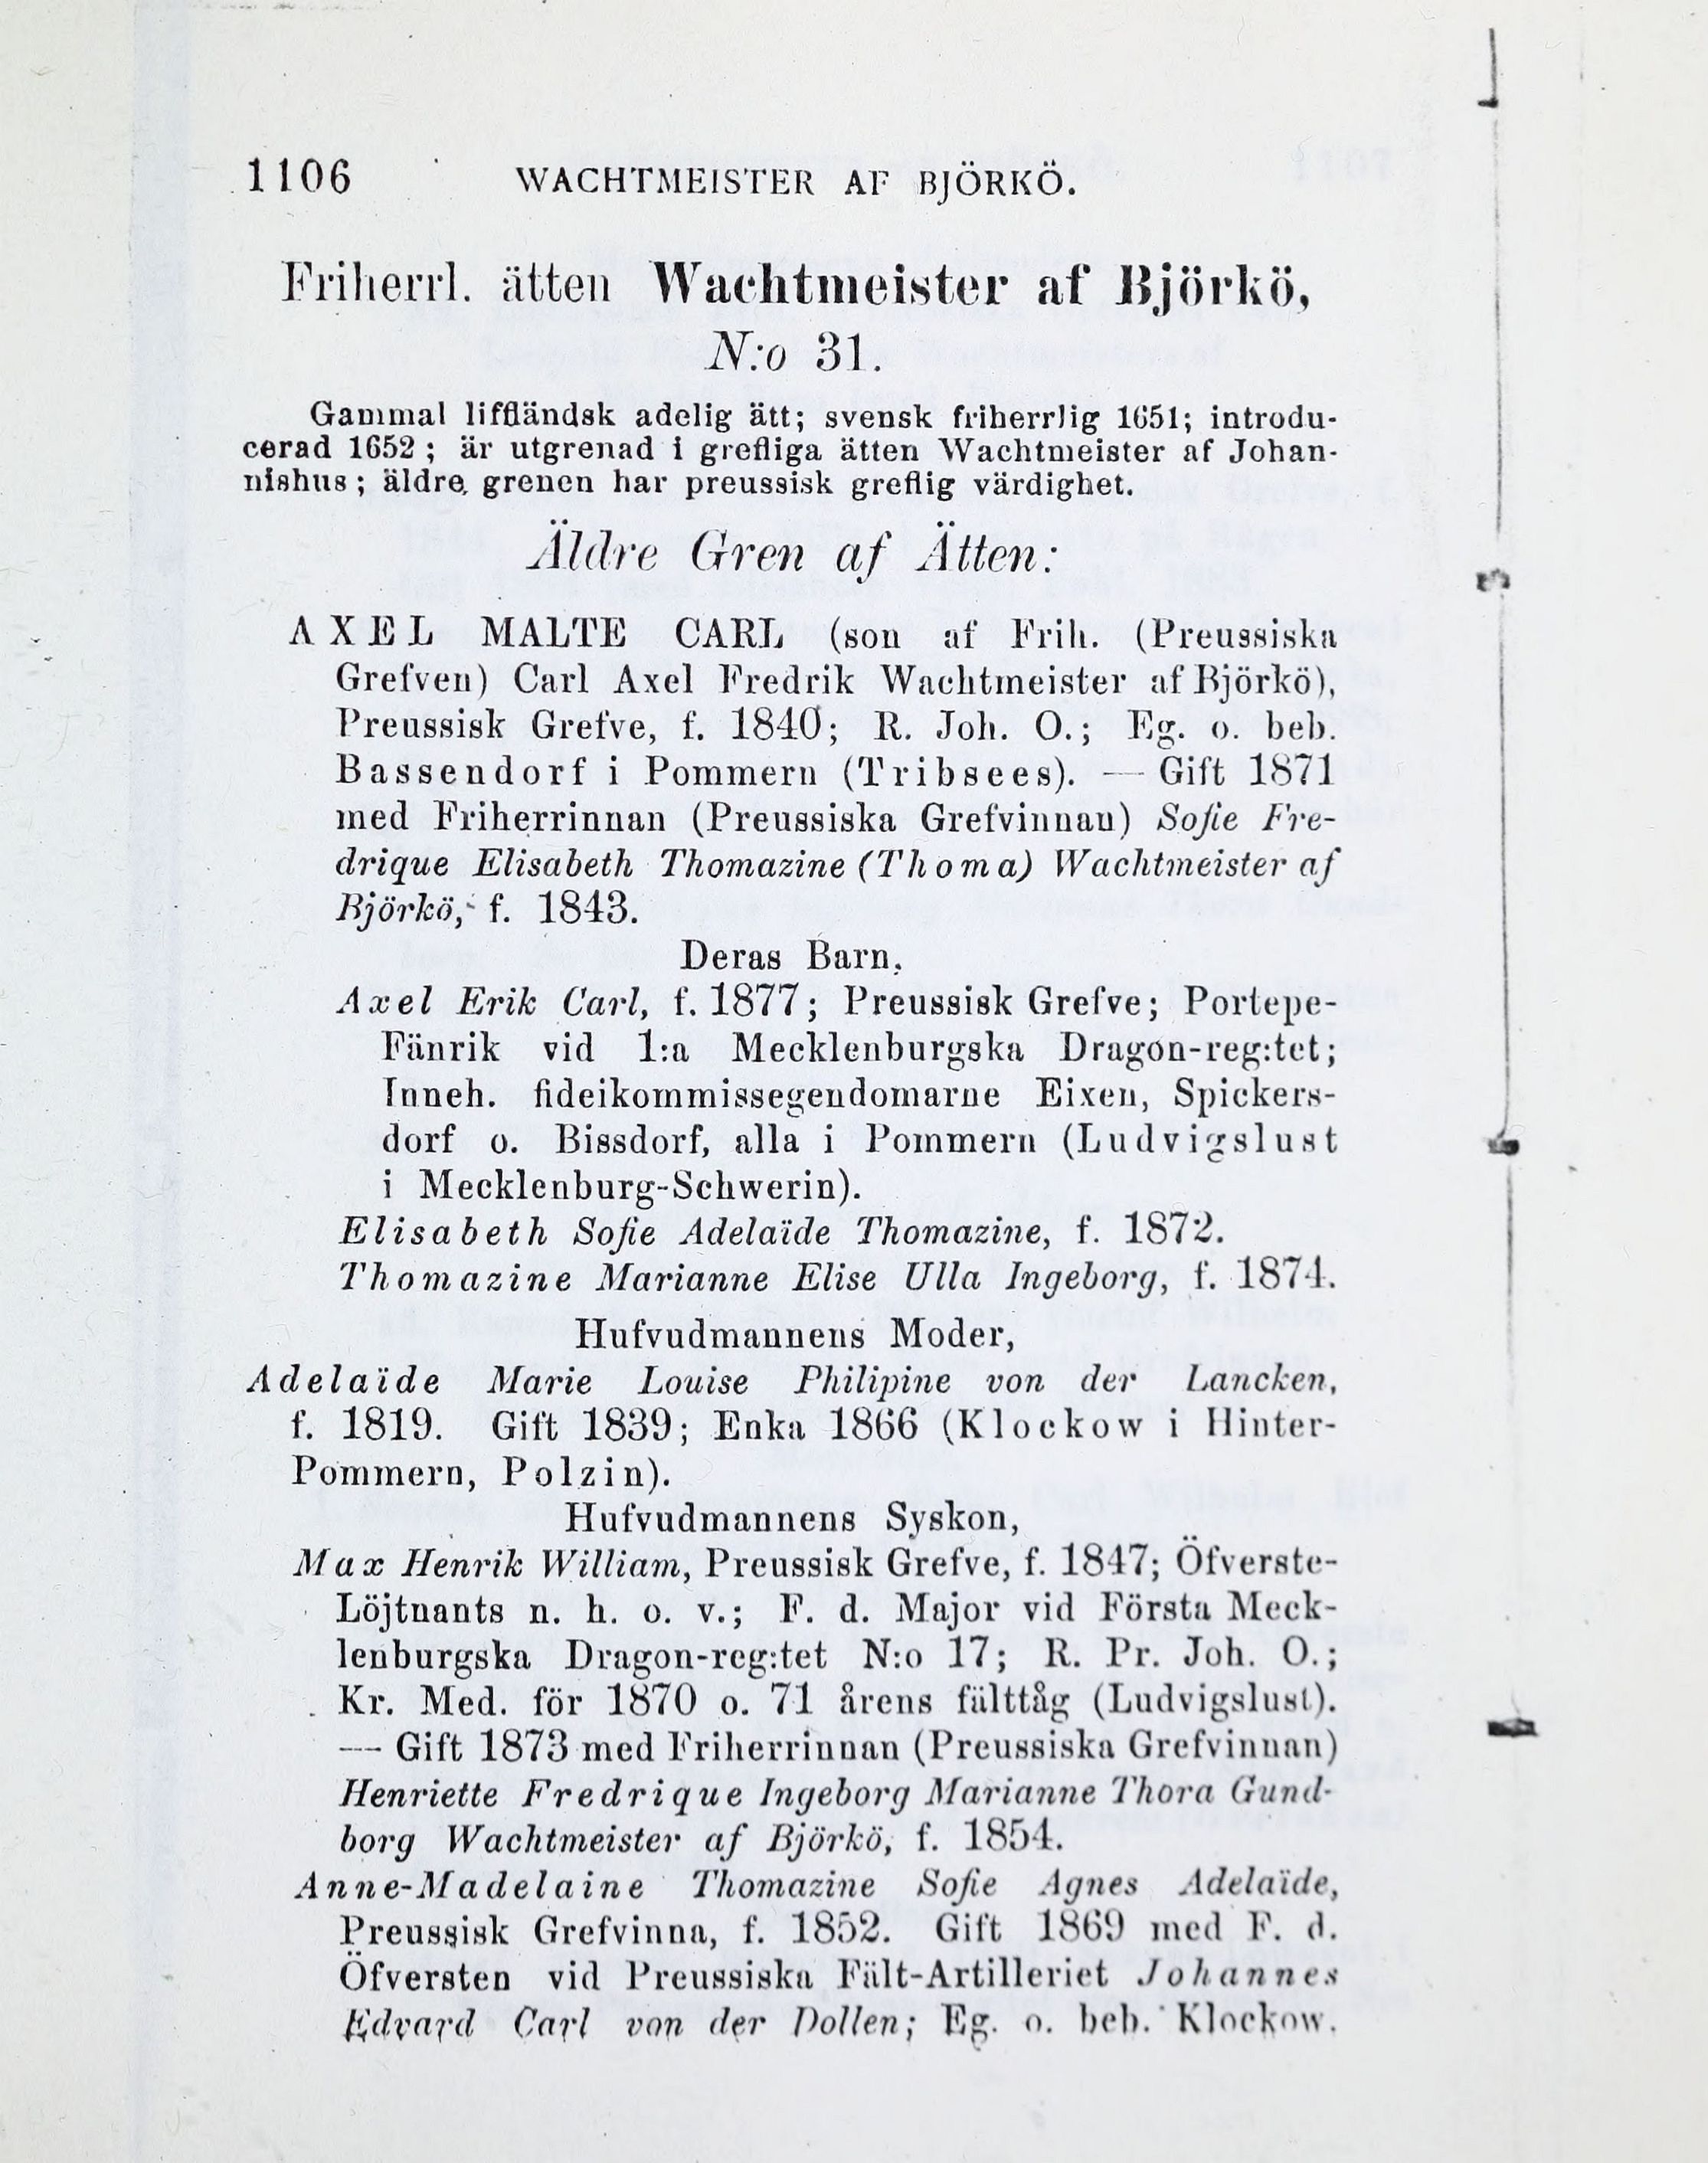 1106 WACHTMEISTER AF BJÖRKÖ.
Friherrl. ätten Wachtmeister af Björkö,
N:o 31.
Gammal liffländsk adelig ätt; svensk friherrlig 1651; introdu-
cerad 1652; är utgrenad i grefliga ätten Wachtmeister af Johan-
nishus; äldre grenen har preussisk greflig värdighet.
Äldre Gren af Ätten:
AXEL MALTE CARL (son af Frih. (Preussiska
Grefven) Carl Axel Fredrik Wachtmeister af Björkö),
Preussisk Grefve, f. 1840; R. Joh. O.; Eg. o. beb.
Bassendorf i Pommern (Tribsees). — Gift 1871
med Friherrinnan (Preussiska Grefvinnan) Sofie Fre-
drique Elisabeth Thomazine (Thoma) Wachtmeister af
Björkö, f. 1843.
Deras Barn,
Axel Erik Carl, f. 1877; Preussisk Grefve; Portepe-
Fänrik vid 1:a Mecklenburgska Dragon-reg:tet;
Inneh. fideikommissegendomarne Eixen, Spickers-
dorf o. Bissdorf, alla i Pommern (Ludvigslust
i Mecklenburg-Schwerin).
Elisabeth Sofie Adelaïde Thomazine, f. 1872.
Thomazine Marianne Elise Ulla Ingeborg, f. 1874.
Hufvudmannens Moder,
Adelaïde Marie Louise Philipine von der Lancken,
f. 1819. Gift 1839; Enka 1866 (Klockow i Hinter-
Pommern, Polzin).
Hufvudmannens Syskon,
Max Henrik William, Preussisk Grefve, f. 1847; Öfverste-
Löjtnants n. h. o. v.; F. d. Major vid Första Meck-
lenburgska Dragon-reg:tet N:o 17; R. Pr. Joh. O.;
Kr. Med. för 1870 o. 71 årens fälttåg (Ludvigslust).
— Gift 1873 med Friherrinnan (Preussiska Grefvinnan)
Henriette Fredrique Ingeborg Marianne Thora Gund-
borg Wachtmeister af Björkö, f. 1854.
Anne-Madelaine Thomazine Sofie Agnes Adelaïde,
Preussisk Grefvinna, f. 1852. Gift 1869 med F. d.
Öfversten vid Preussiska Fält-Artilleriet Johannes
Edvard Carl von der Dollen; Eg. o. beb. Klockow.